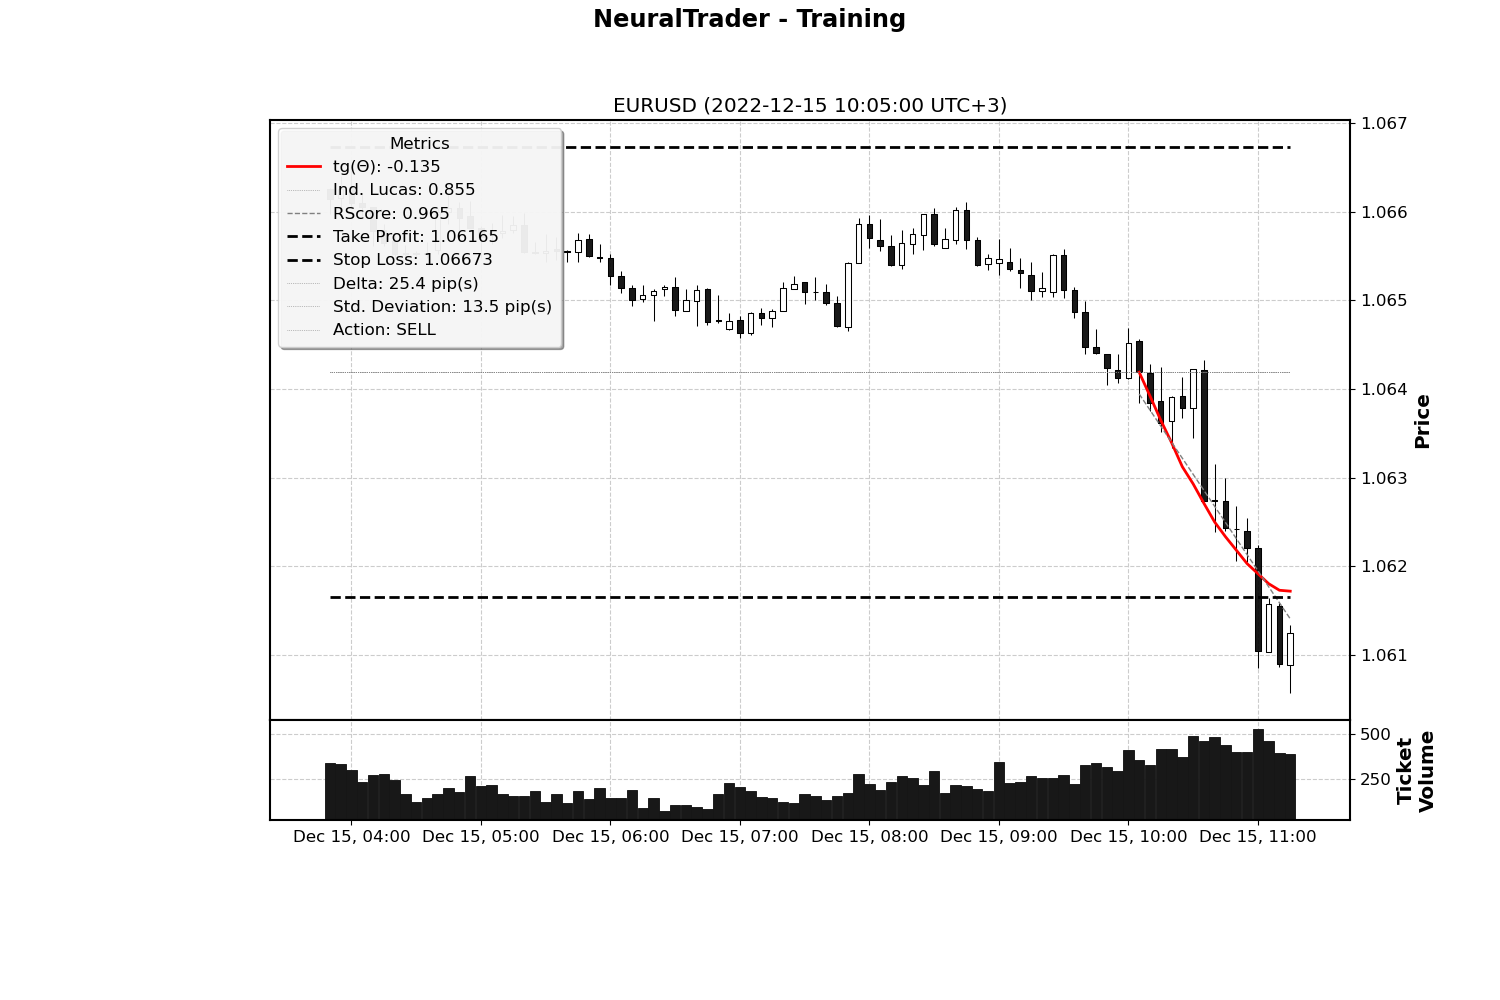 NeuralTrader - Training
EURUSD (2022-12-15 10:05:00 UTC+3)
Metrics
tg(Θ): -0.135
Ind. Lucas: 0.855
RScore: 0.965
Take Profit: 1.06165
Stop Loss: 1.06673
Delta: 25.4 pip(s)
Std. Deviation: 13.5 pip(s)
Action: SELL
1.067
1.066
1.065
1.064
1.063
1.062
1.061
Price
500
250
Ticket
Volume
Dec 15, 04:00 Dec 15, 05:00 Dec 15, 06:00 Dec 15, 07:00 Dec 15, 08:00 Dec 15, 09:00 Dec 15, 10:00 Dec 15, 11:00